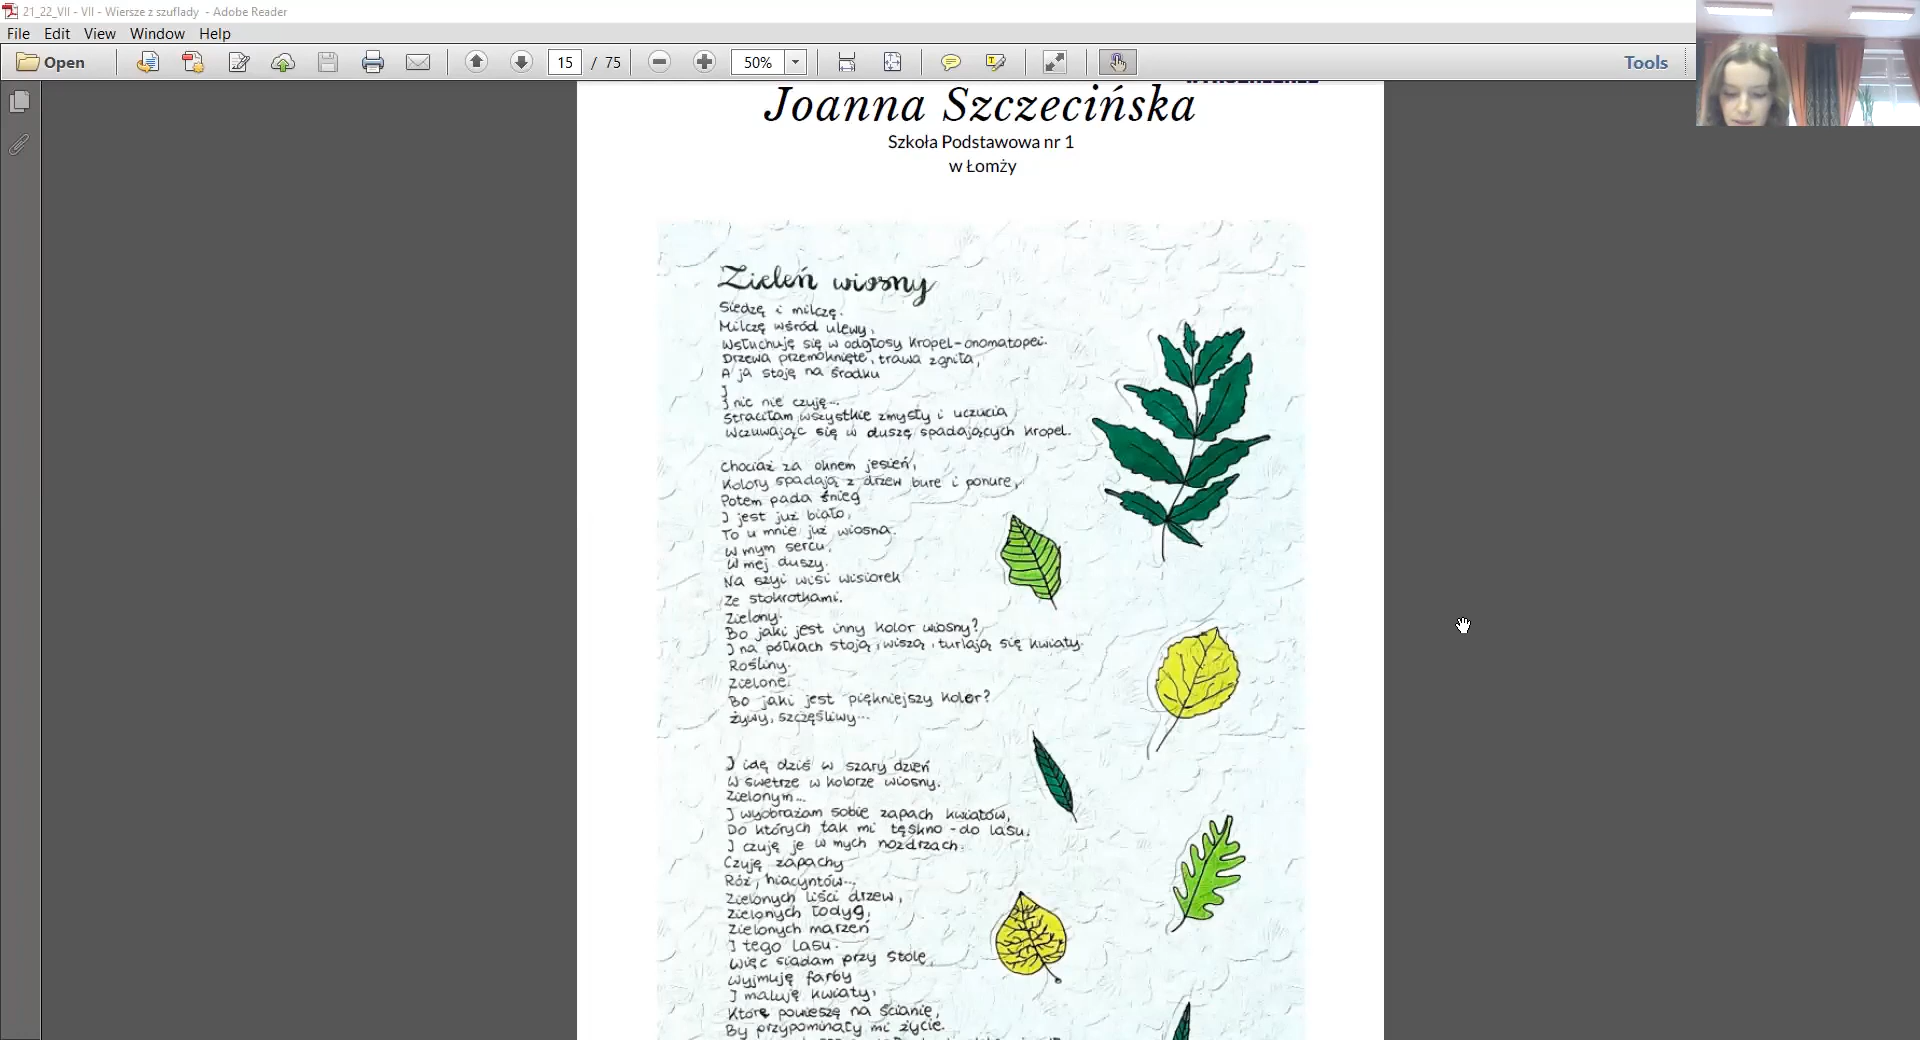 21_22_VII - VII - Wiersze z szuflady - Adobe Reader
File Edit View Window Help
Open 15 / 75 50% Tools
Joanna Szczecińska
Szkoła Podstawowa nr 1
w Łomży
Zieleń wiosny
Siedzę i milczę.
Milczę wśród ulewy,
Wsłuchuję się w odgłosy kropel-onomatopei.
Drzewa przemoknięte, trawa zgniła,
A ja stoję na środku
I
I nic nie czuję...
Straciłam wszystkie zmysły i uczucia
Wczuwając się w duszę spadających kropel.
Chociaż za oknem jesień,
Kolory spadają z drzew bure i ponure,
Potem pada śnieg
I jest już biało,
To u mnie już wiosna.
W mym sercu,
W mej duszy.
Na szyi wisi wisiorek
Ze stokrotkami.
Zielony.
Bo jaki jest inny kolor wiosny?
I na półkach stoją, wiszą, turlają się kwiaty.
Rośliny.
Zielone.
Bo jaki jest piękniejszy kolor?
Żywy, szczęśliwy...
I idę dziś w szary dzień
W swetrze w kolorze wiosny.
Zielonym...
I wyobrażam sobie zapach kwiatów,
Do których tak mi tęskno - do lasu.
I czuję je w mych nozdrzach.
Czuję zapachy
Róż, hiacyntów...
Zielonych liści drzew,
Zielonych łodyg,
Zielonych marzeń
I tego lasu.
Więc siadam przy stole,
Wyjmuję farby
I maluję kwiaty,
Które powieszę na ścianie,
By przypominały mi życie.